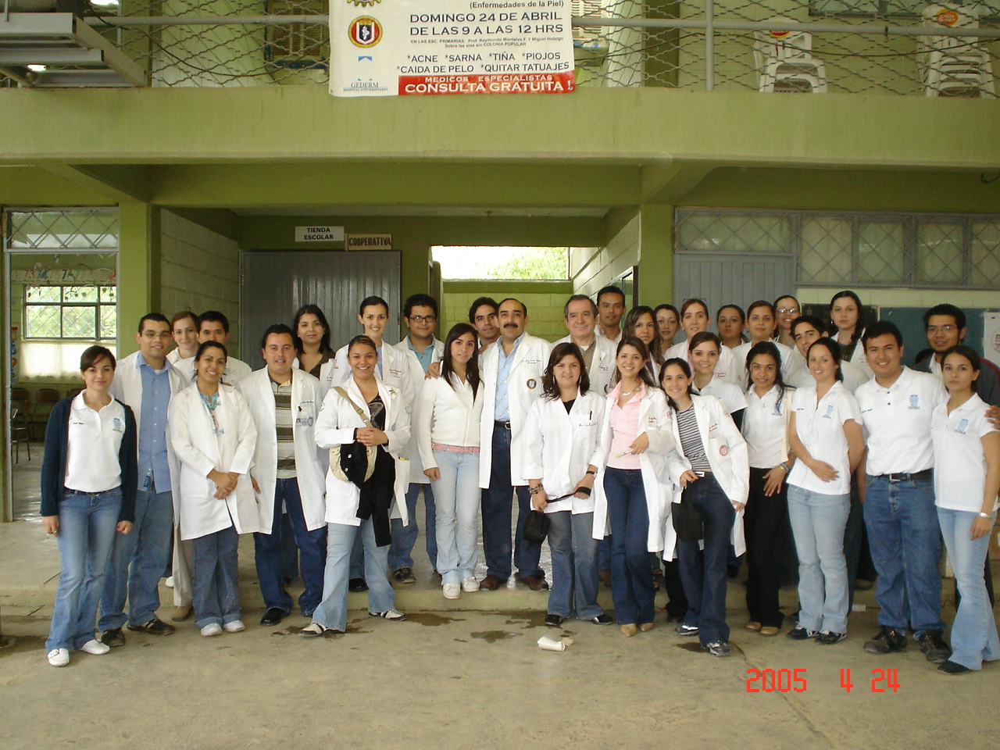 (Enfermedades de la Piel)
DOMINGO 24 DE ABRIL
DE LAS 9 A LAS 12 HRS
EN LAS ESC. PRIMARIAS: Prof. Raymundo Montalvo F. Y Miguel Hidalgo
Sobre las vias s/n COLONIA POPULAR
*ACNE *SARNA *TIÑA *PIOJOS
*CAIDA DE PELO *QUITAR TATUAJES
MEDICOS ESPECIALISTAS
CONSULTA GRATUITA !
GEDERM
HOSPITAL UNIVERSITARIO
TIENDA
ESCOLAR
COOPERATIVA
2005 4 24